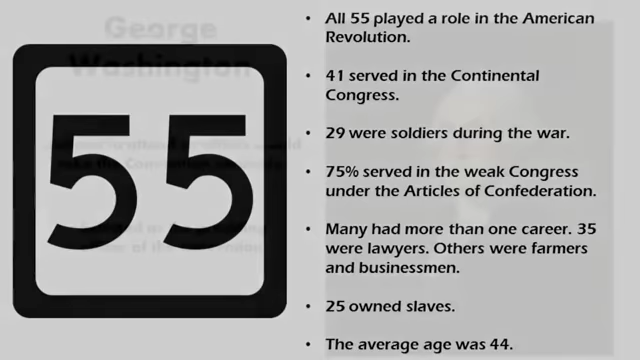 George
Washington
55
• All 55 played a role in the American
Revolution.
• 41 served in the Continental
Congress.
• 29 were soldiers during the war.
• 75% served in the weak Congress
under the Articles of Confederation.
• Many had more than one career. 35
were lawyers. Others were farmers
and businessmen.
• 25 owned slaves.
• The average age was 44.